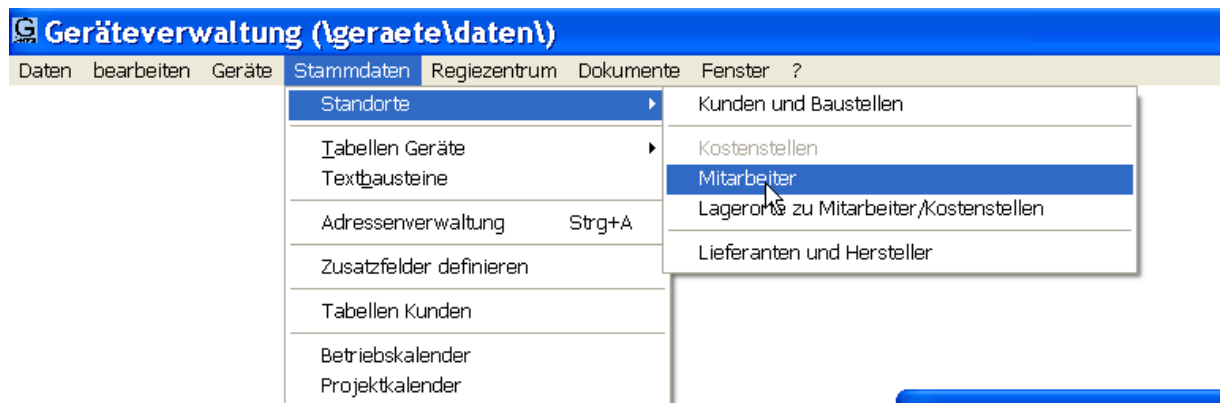 Geräteverwaltung (\geraete\daten\)
Daten bearbeiten Geräte Stammdaten Regiezentrum Dokumente Fenster ?
Standorte
Kunden und Baustellen
Tabellen Geräte
Kostenstellen
Textbausteine
Mitarbeiter
Lagerorte zu Mitarbeiter/Kostenstellen
Adressenverwaltung Strg+A
Lieferanten und Hersteller
Zusatzfelder definieren
Tabellen Kunden
Betriebskalender
Projektkalender